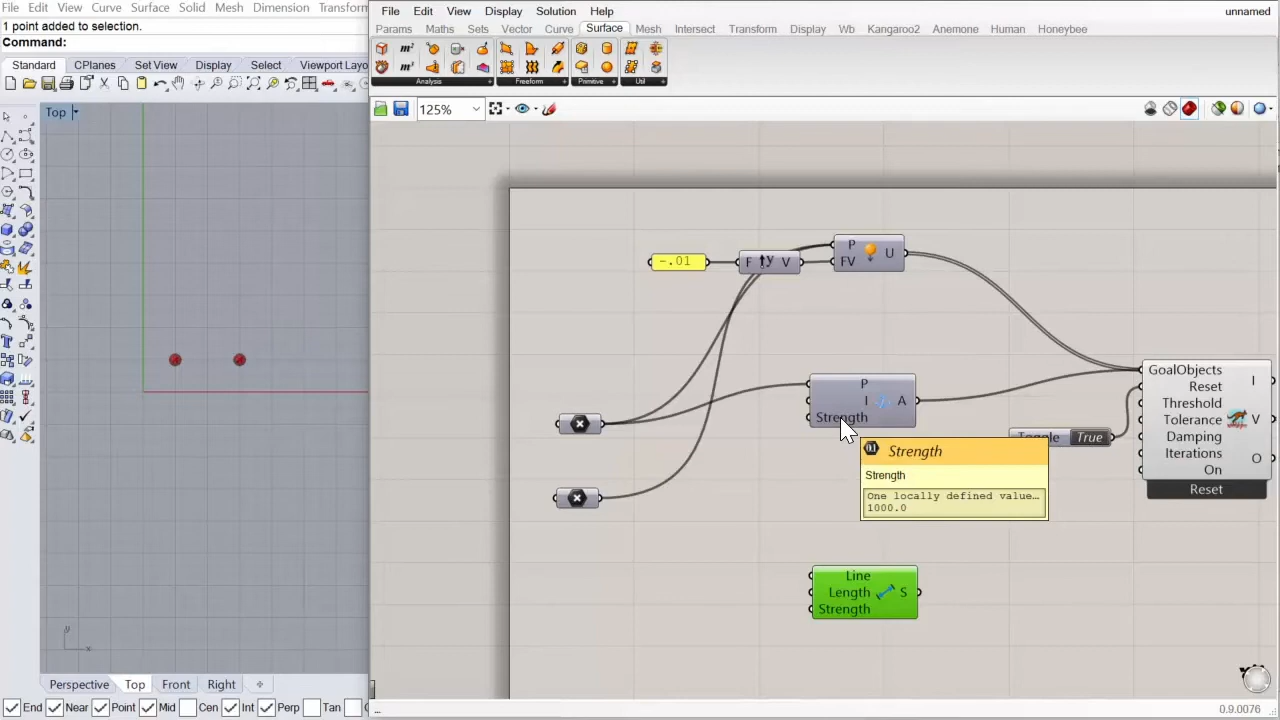 File Edit View Curve Surface Solid Mesh Dimension Transform
1 point added to selection.
Command:
Standard CPlanes Set View Display Select Viewport Layo
Top
Perspective Top Front Right
End Near Point Mid Cen Int Perp Tan
y
x
File Edit View Display Solution Help
unnamed
Params Maths Sets Vector Curve Surface Mesh Intersect Transform Display Wb Kangaroo2 Anemone Human Honeybee
m²
m³
Analysis Freeform Primitive Util
125%
-.01
F y V
P
FV
U
P
I A
Strength
Strength
Strength
One locally defined value…
1000.0
Toggle True
GoalObjects
Reset
Threshold
Tolerance
Damping
Iterations
On
I
V
O
Reset
Line
Length S
Strength
…
0.9.0076